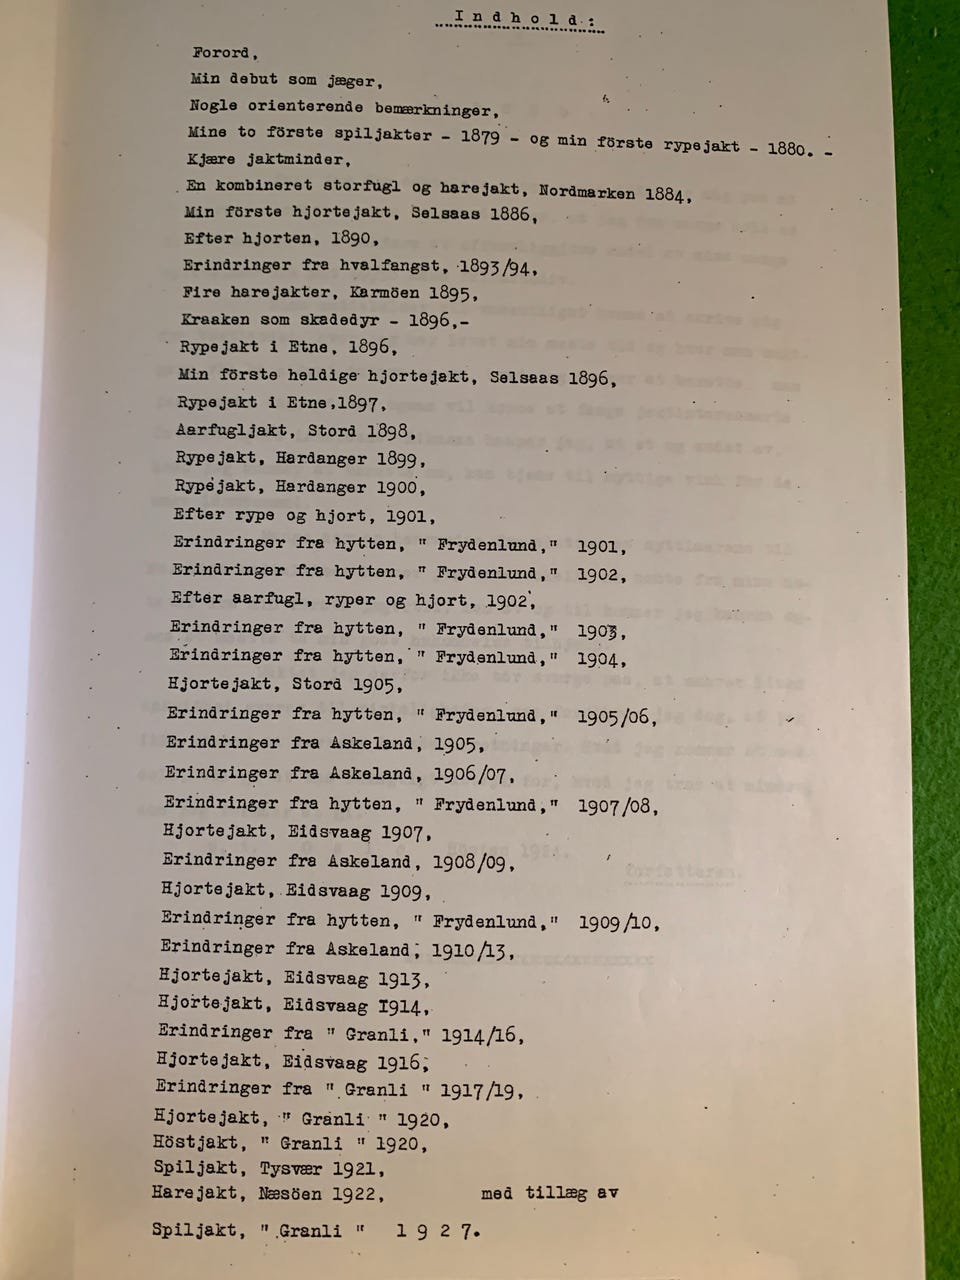 Indhold:
Forord,
Min debut som jæger,
Nogle orienterende bemærkninger,
Mine to förste spiljakter - 1879 - og min förste rypejakt - 1880. -
Kjære jaktminder,
En kombineret storfugl og harejakt, Nordmarken 1884,
Min förste hjortejakt, Selsaas 1886,
Efter hjorten, 1890,
Erindringer fra hvalfangst, 1893/94,
Fire harejakter, Karmöen 1895,
Kraaken som skadedyr - 1896,-
Rypejakt i Etne, 1896,
Min förste heldige hjortejakt, Selsaas 1896,
Rypejakt i Etne,1897,
Aarfugljakt, Stord 1898,
Rypejakt, Hardanger 1899,
Rypejakt, Hardanger 1900,
Efter rype og hjort, 1901,
Erindringer fra hytten, " Frydenlund," 1901,
Erindringer fra hytten, " Frydenlund," 1902,
Efter aarfugl, ryper og hjort, 1902,
Erindringer fra hytten, " Frydenlund," 1903,
Erindringer fra hytten, " Frydenlund," 1904,
Hjortejakt, Stord 1905,
Erindringer fra hytten, " Frydenlund," 1905/06,
Erindringer fra Askeland, 1905,
Erindringer fra Askeland, 1906/07,
Erindringer fra hytten, " Frydenlund," 1907/08,
Hjortejakt, Eidsvaag 1907,
Erindringer fra Askeland, 1908/09,
Hjortejakt, Eidsvaag 1909,
Erindringer fra hytten, " Frydenlund," 1909/10,
Erindringer fra Askeland, 1910/13,
Hjortejakt, Eidsvaag 1913,
Hjortejakt, Eidsvaag I914,
Erindringer fra " Granli," 1914/16,
Hjortejakt, Eidsvaag 1916,
Erindringer fra " Granli " 1917/19,
Hjortejakt, " Granli " 1920,
Höstjakt, " Granli " 1920,
Spiljakt, Tysvær 1921,
Harejakt, Næsöen 1922, med tillæg av
Spiljakt, " Granli " 1 9 2 7.